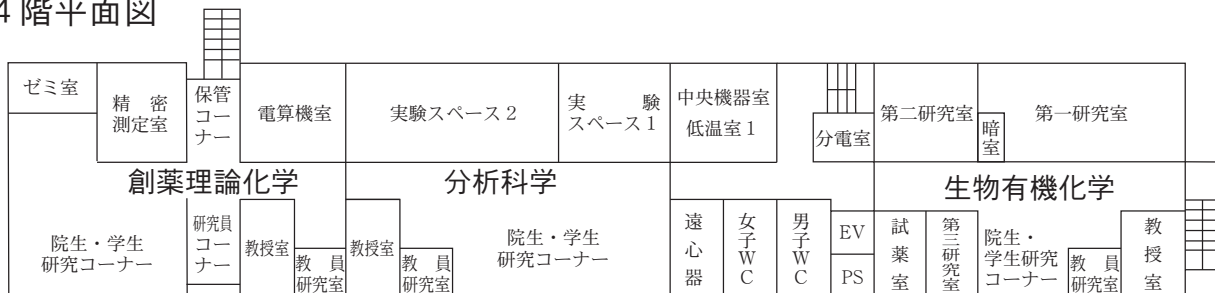 4階平面図
ゼミ室
精 密
測定室
保管
コー
ナー
電算機室
実験スペース2
実 験
スペース1
中央機器室
低温室1
分電室
第二研究室
暗室
第一研究室
創薬理論化学
分析科学
生物有機化学
院生・学生
研究コーナー
研究員
コー
ナー
教授室
教 員
研究室
教授室
教 員
研究室
院生・学生
研究コーナー
遠心器
女子WC
男子WC
EV
PS
試薬室
第三研究室
院生・
学生研究
コーナー
教 員
研究室
教授室